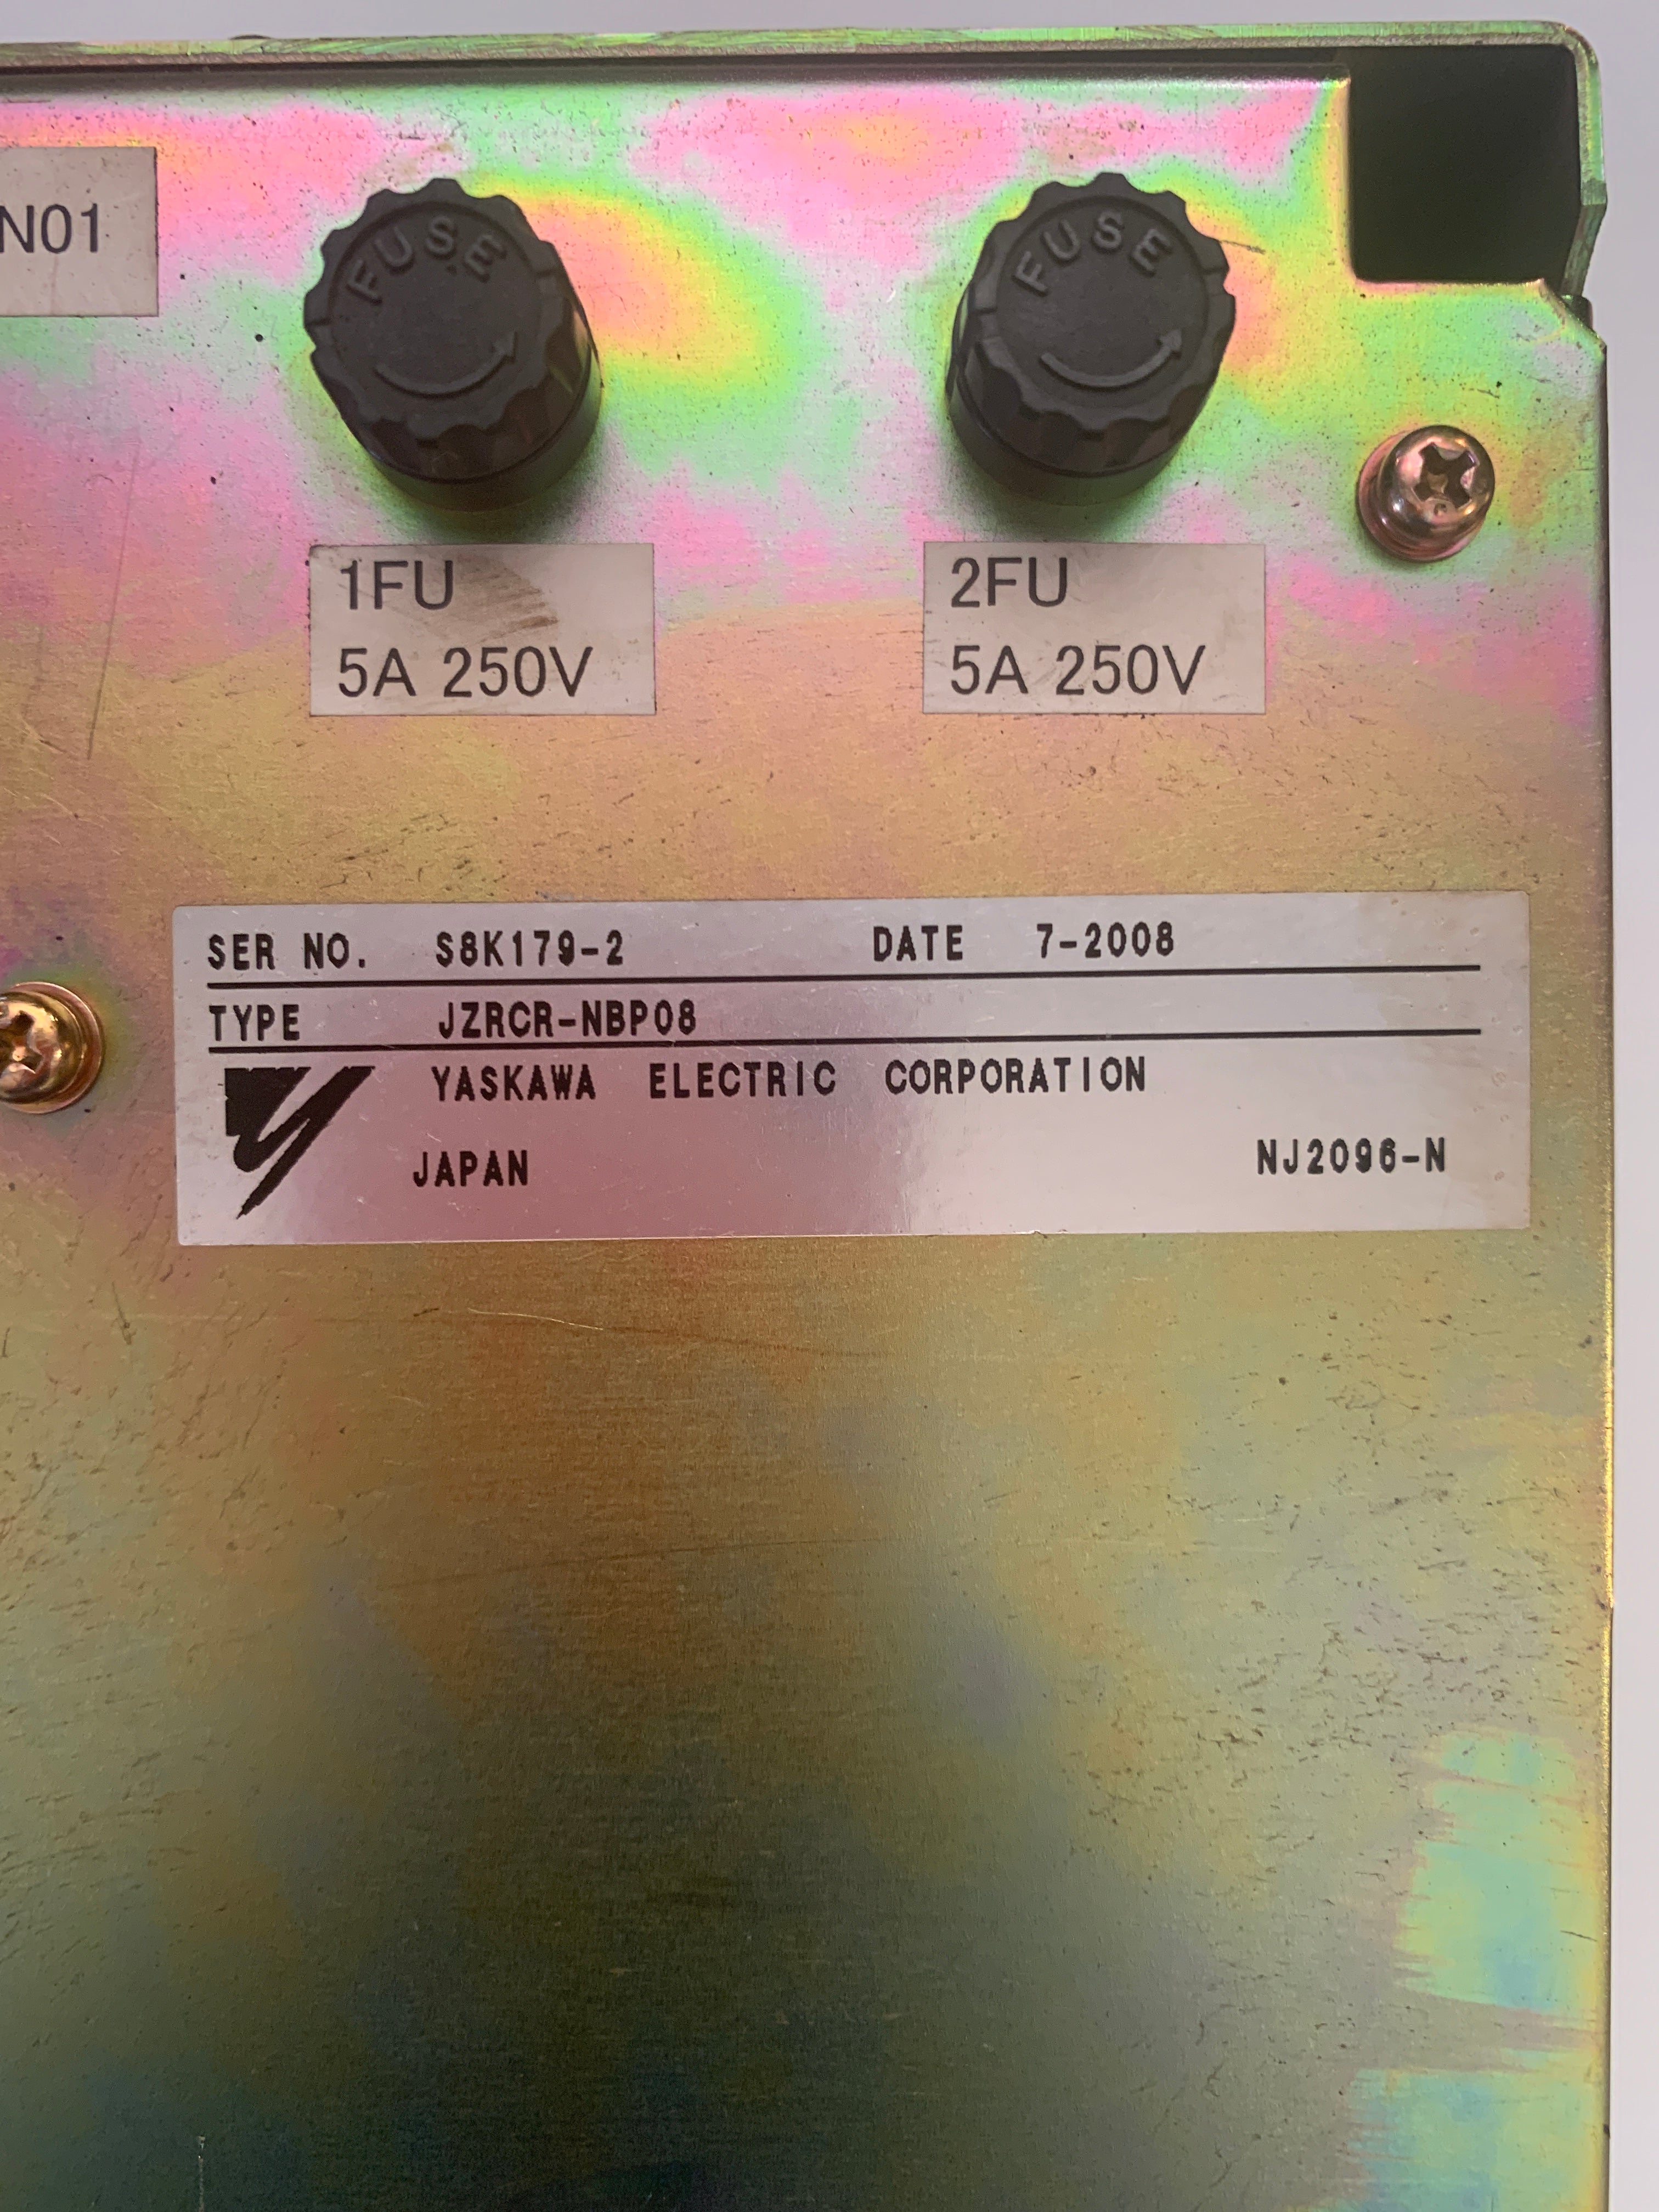 N01
FUSE
FUSE
1FU
5A 250V
2FU
5A 250V
SER NO. S8K179-2 DATE 7-2008
TYPE JZRCR-NBP08
YASKAWA ELECTRIC CORPORATION
JAPAN NJ2096-N